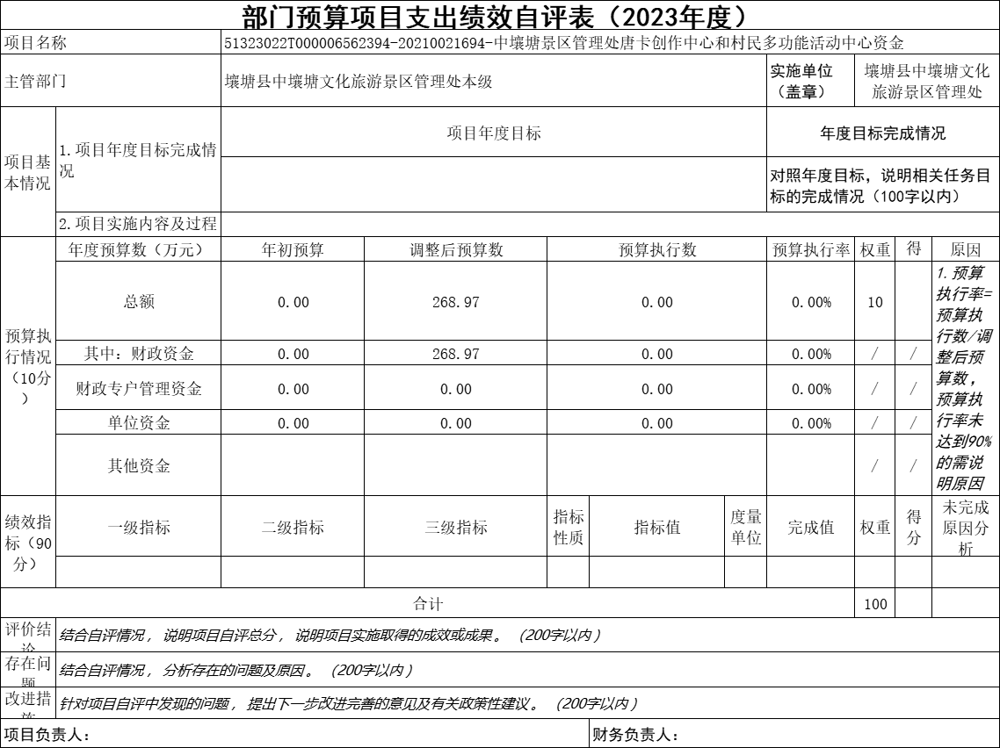 部门预算项目支出绩效自评表（2023年度）
项目名称
51323022T000006562394-20210021694-中壤塘景区管理处唐卡创作中心和村民多功能活动中心资金
主管部门
壤塘县中壤塘文化旅游景区管理处本级
实施单位
（盖章）
壤塘县中壤塘文化
旅游景区管理处
项目基
本情况
1.项目年度目标完成情
况
项目年度目标
年度目标完成情况
对照年度目标，说明相关任务目
标的完成情况（100字以内）
2.项目实施内容及过程
预算执
行情况
（10分
）
年度预算数（万元）
年初预算
调整后预算数
预算执行数
预算执行率
权重
得
原因
总额
0.00
268.97
0.00
0.00%
10
1.预算
执行率=
预算执
行数/调
整后预
算数，
预算执
行率未
达到90%
的需说
明原因
其中：财政资金
0.00
268.97
0.00
0.00%
/
/
财政专户管理资金
0.00
0.00
0.00
0.00%
/
/
单位资金
0.00
0.00
0.00
0.00%
/
/
其他资金
/
/
绩效指
标（90
分）
一级指标
二级指标
三级指标
指标
性质
指标值
度量
单位
完成值
权重
得
分
未完成
原因分
析
合计
100
评价结
论
结合自评情况，说明项目自评总分，说明项目实施取得的成效或成果。（200字以内）
存在问
题
结合自评情况，分析存在的问题及原因。（200字以内）
改进措
施
针对项目自评中发现的问题，提出下一步改进完善的意见及有关政策性建议。（200字以内）
项目负责人：
财务负责人：